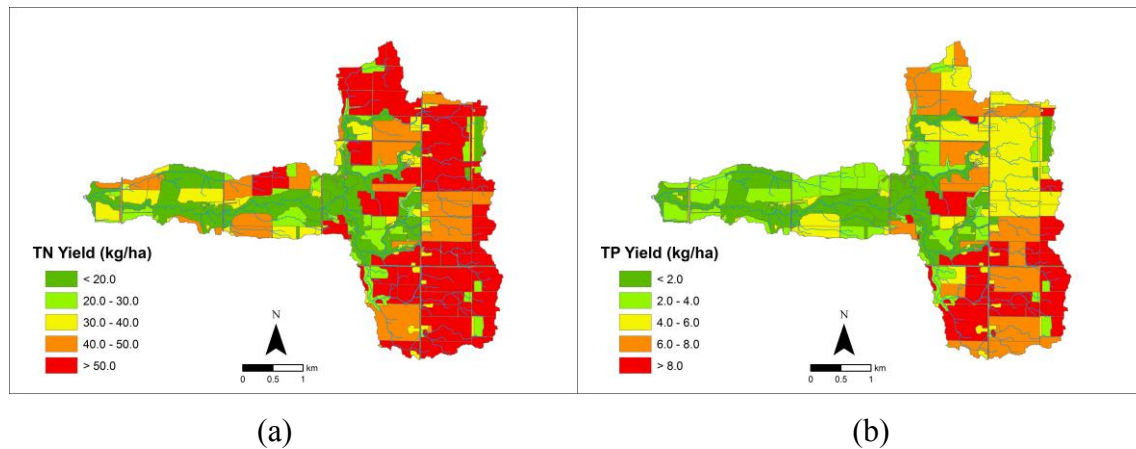 TN Yield (kg/ha)
< 20.0
20.0 - 30.0
30.0 - 40.0
40.0 - 50.0
> 50.0
N
0 0.5 1 km
TP Yield (kg/ha)
< 2.0
2.0 - 4.0
4.0 - 6.0
6.0 - 8.0
> 8.0
N
0 0.5 1 km
(a)
(b)